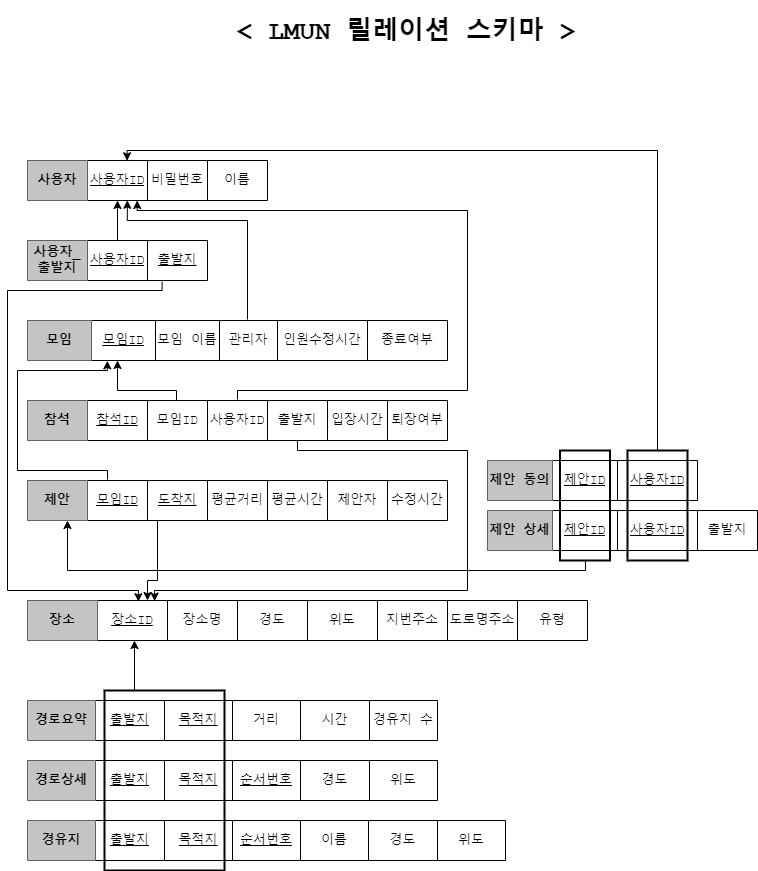 < LMUN 릴레이션 스키마 >
사용자 사용자ID 비밀번호 이름
사용자_
출발지 사용자ID 출발지
모임 모임ID 모임 이름 관리자 인원수정시간 종료여부
참석 참석ID 모임ID 사용자ID 출발지 입장시간 퇴장여부
제안 동의 제안ID 사용자ID
제안 모임ID 도착지 평균거리 평균시간 제안자 수정시간
제안 상세 제안ID 사용자ID 출발지
장소 장소ID 장소명 경도 위도 지번주소 도로명주소 유형
경로요약 출발지 목적지 거리 시간 경유지 수
경로상세 출발지 목적지 순서번호 경도 위도
경유지 출발지 목적지 순서번호 이름 경도 위도